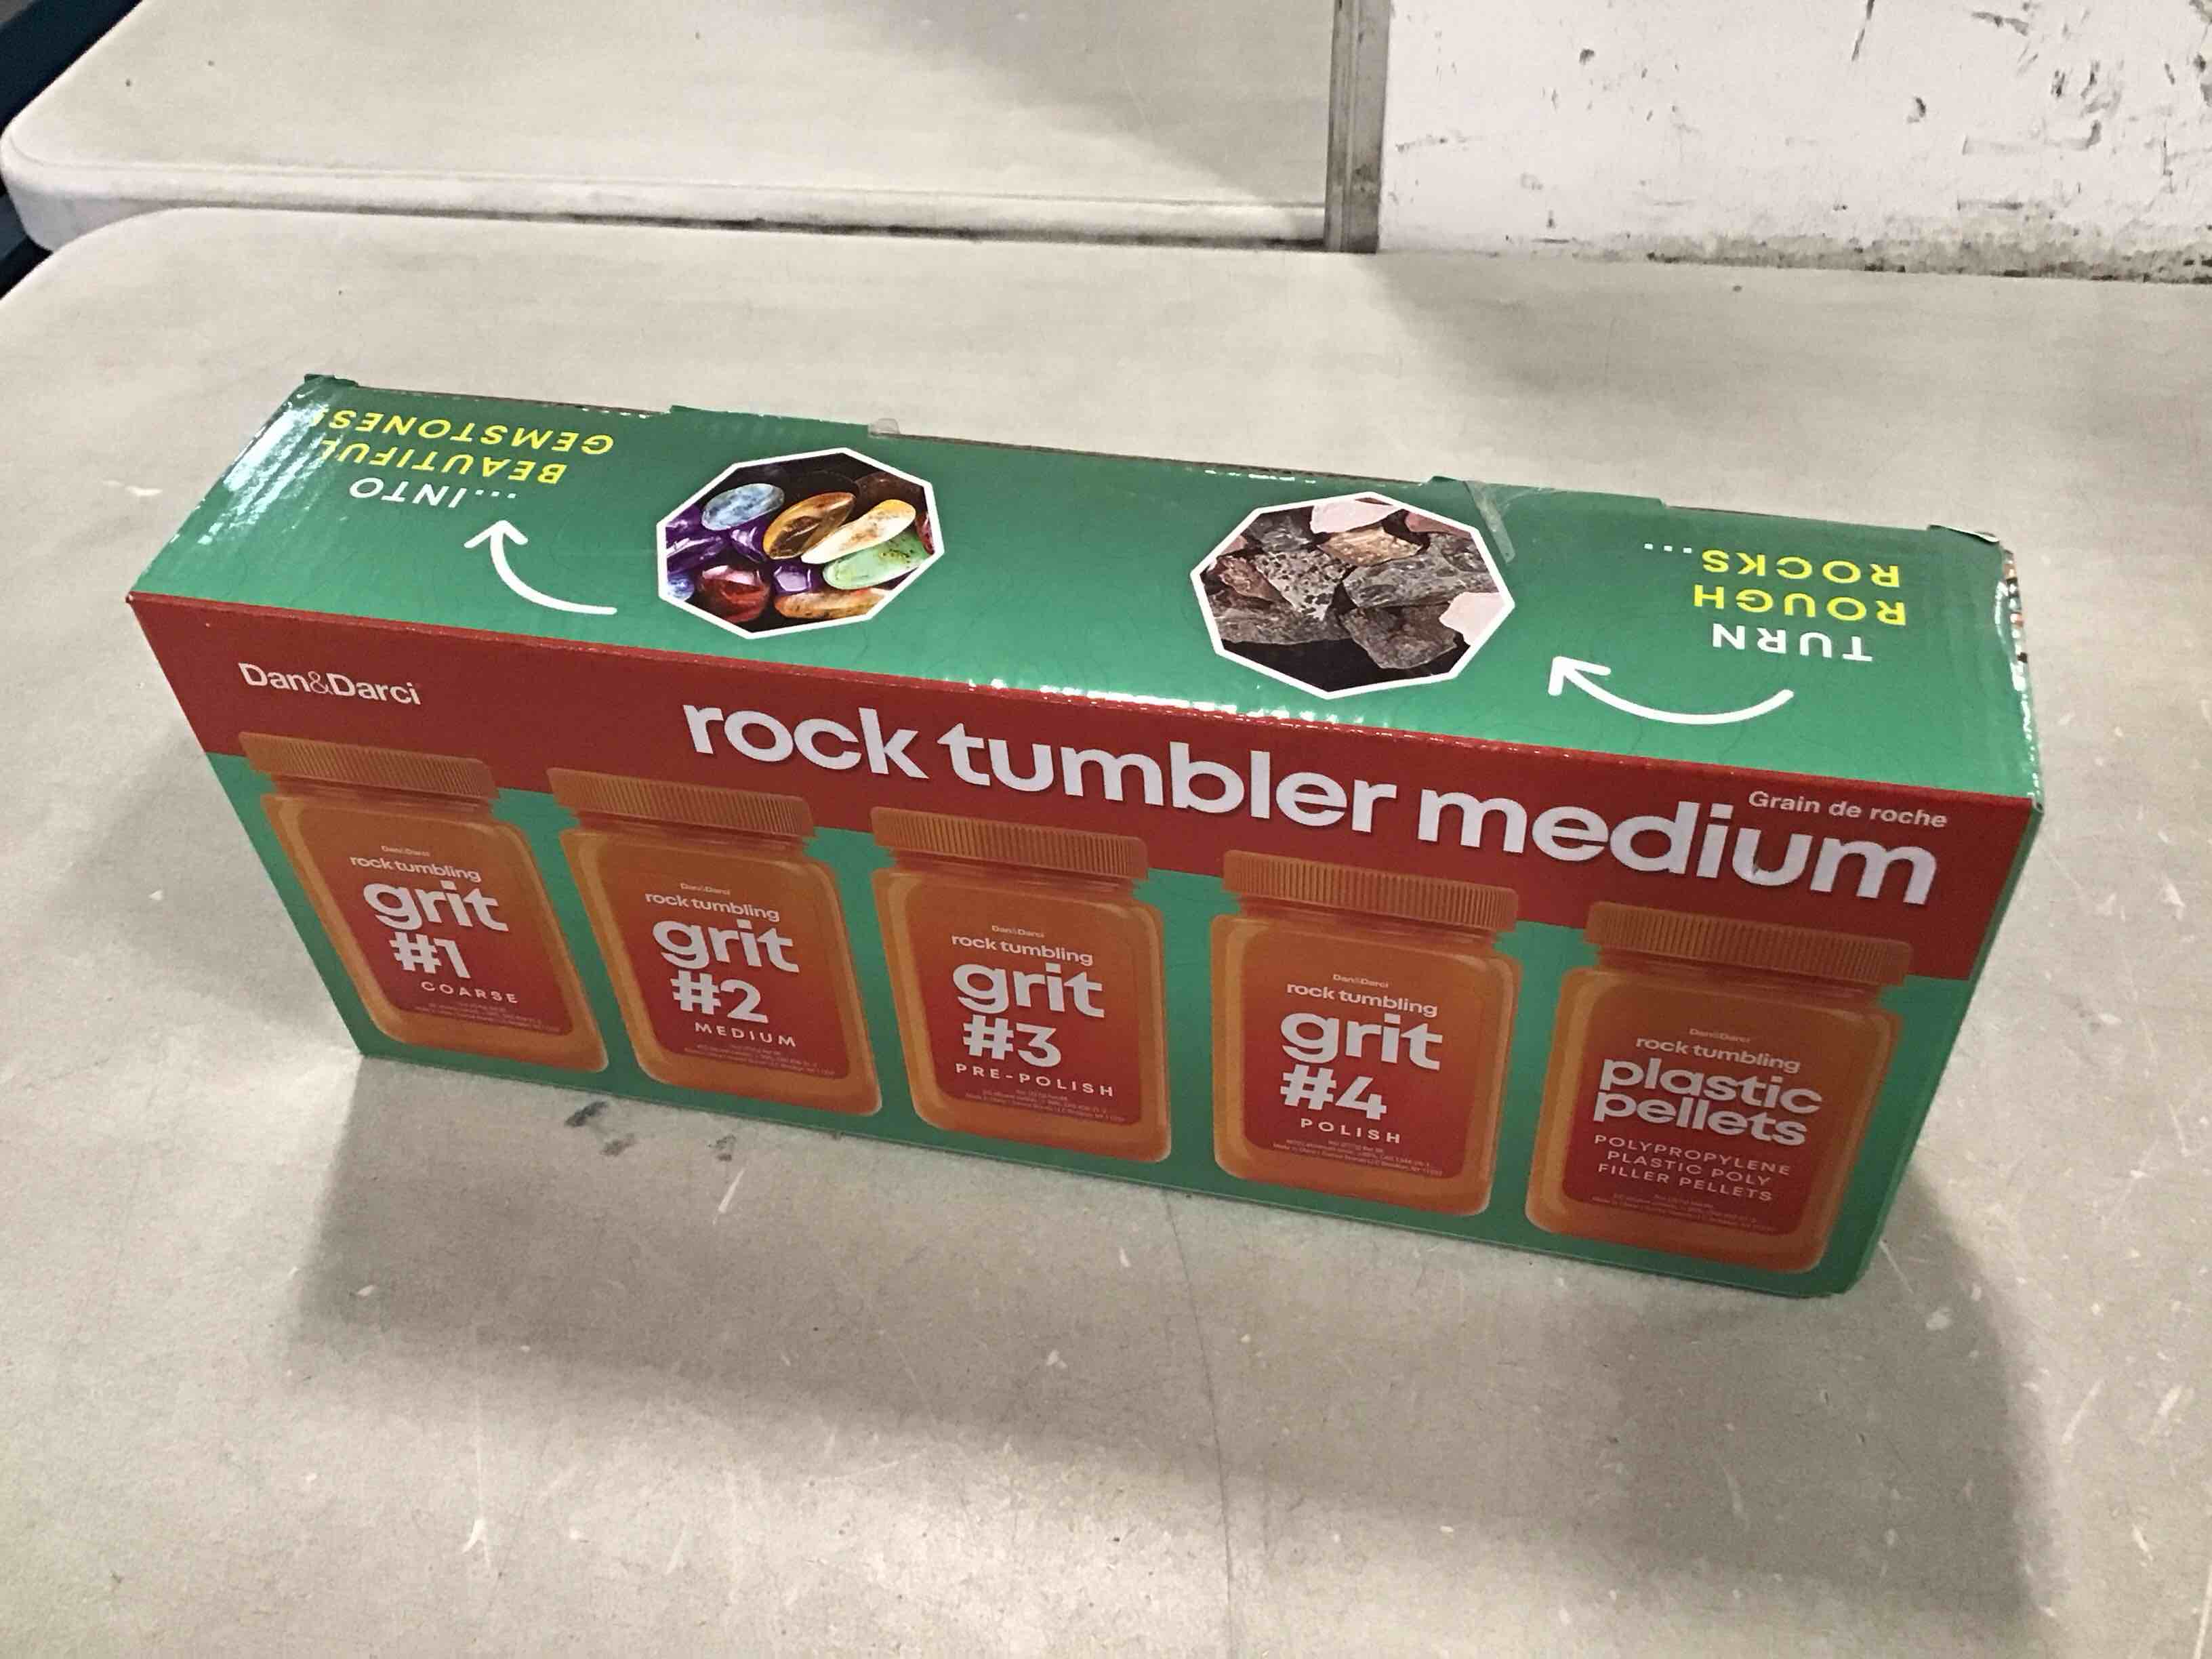 ...INTO
BEAUTIFUL
GEMSTONES!
TURN
ROUGH
ROCKS...
Dan&Darci
rock tumbler medium
Grain de roche
Dan&Darci
rock tumbling
grit
#1
COARSE
Dan&Darci
rock tumbling
grit
#2
MEDIUM
Dan&Darci
rock tumbling
grit
#3
PRE-POLISH
Dan&Darci
rock tumbling
grit
#4
POLISH
Dan&Darci
rock tumbling
plastic
pellets
POLYPROPYLENE
PLASTIC POLY
FILLER PELLETS